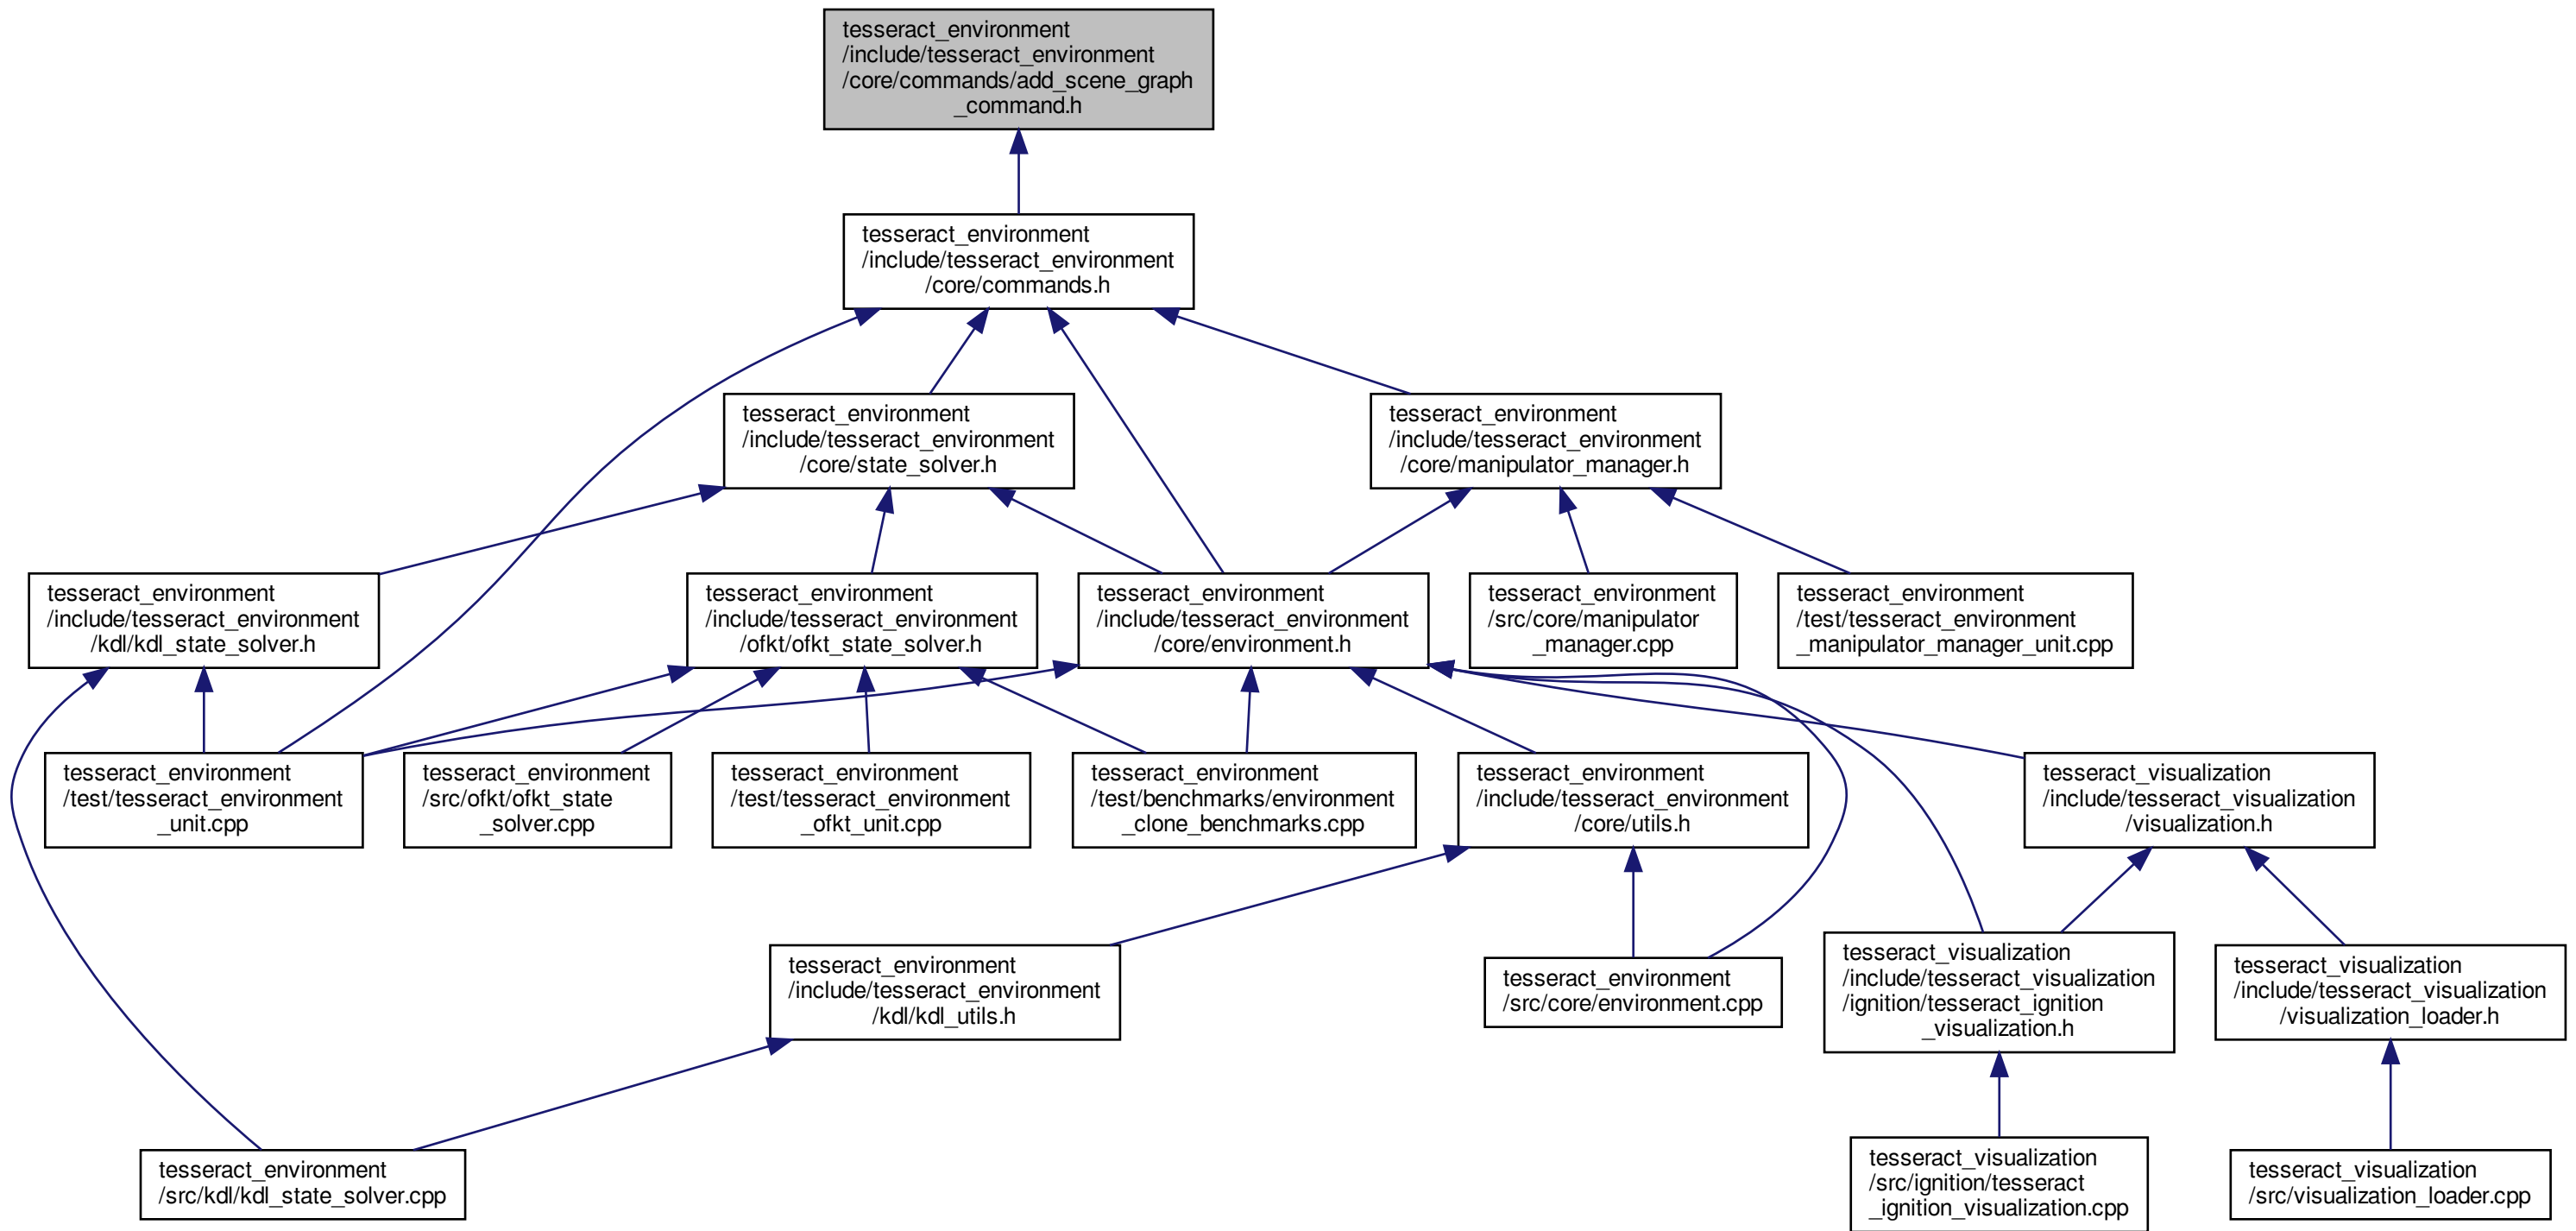 tesseract_environment
/include/tesseract_environment
/core/commands/add_scene_graph
_command.h
tesseract_environment
/include/tesseract_environment
/core/commands.h
tesseract_environment
/include/tesseract_environment
/core/state_solver.h
tesseract_environment
/include/tesseract_environment
/core/manipulator_manager.h
tesseract_environment
/include/tesseract_environment
/kdl/kdl_state_solver.h
tesseract_environment
/include/tesseract_environment
/ofkt/ofkt_state_solver.h
tesseract_environment
/include/tesseract_environment
/core/environment.h
tesseract_environment
/src/core/manipulator
_manager.cpp
tesseract_environment
/test/tesseract_environment
_manipulator_manager_unit.cpp
tesseract_environment
/test/tesseract_environment
_unit.cpp
tesseract_environment
/src/ofkt/ofkt_state
_solver.cpp
tesseract_environment
/test/tesseract_environment
_ofkt_unit.cpp
tesseract_environment
/test/benchmarks/environment
_clone_benchmarks.cpp
tesseract_environment
/include/tesseract_environment
/core/utils.h
tesseract_visualization
/include/tesseract_visualization
/visualization.h
tesseract_environment
/include/tesseract_environment
/kdl/kdl_utils.h
tesseract_environment
/src/core/environment.cpp
tesseract_visualization
/include/tesseract_visualization
/ignition/tesseract_ignition
_visualization.h
tesseract_visualization
/include/tesseract_visualization
/visualization_loader.h
tesseract_environment
/src/kdl/kdl_state_solver.cpp
tesseract_visualization
/src/ignition/tesseract
_ignition_visualization.cpp
tesseract_visualization
/src/visualization_loader.cpp